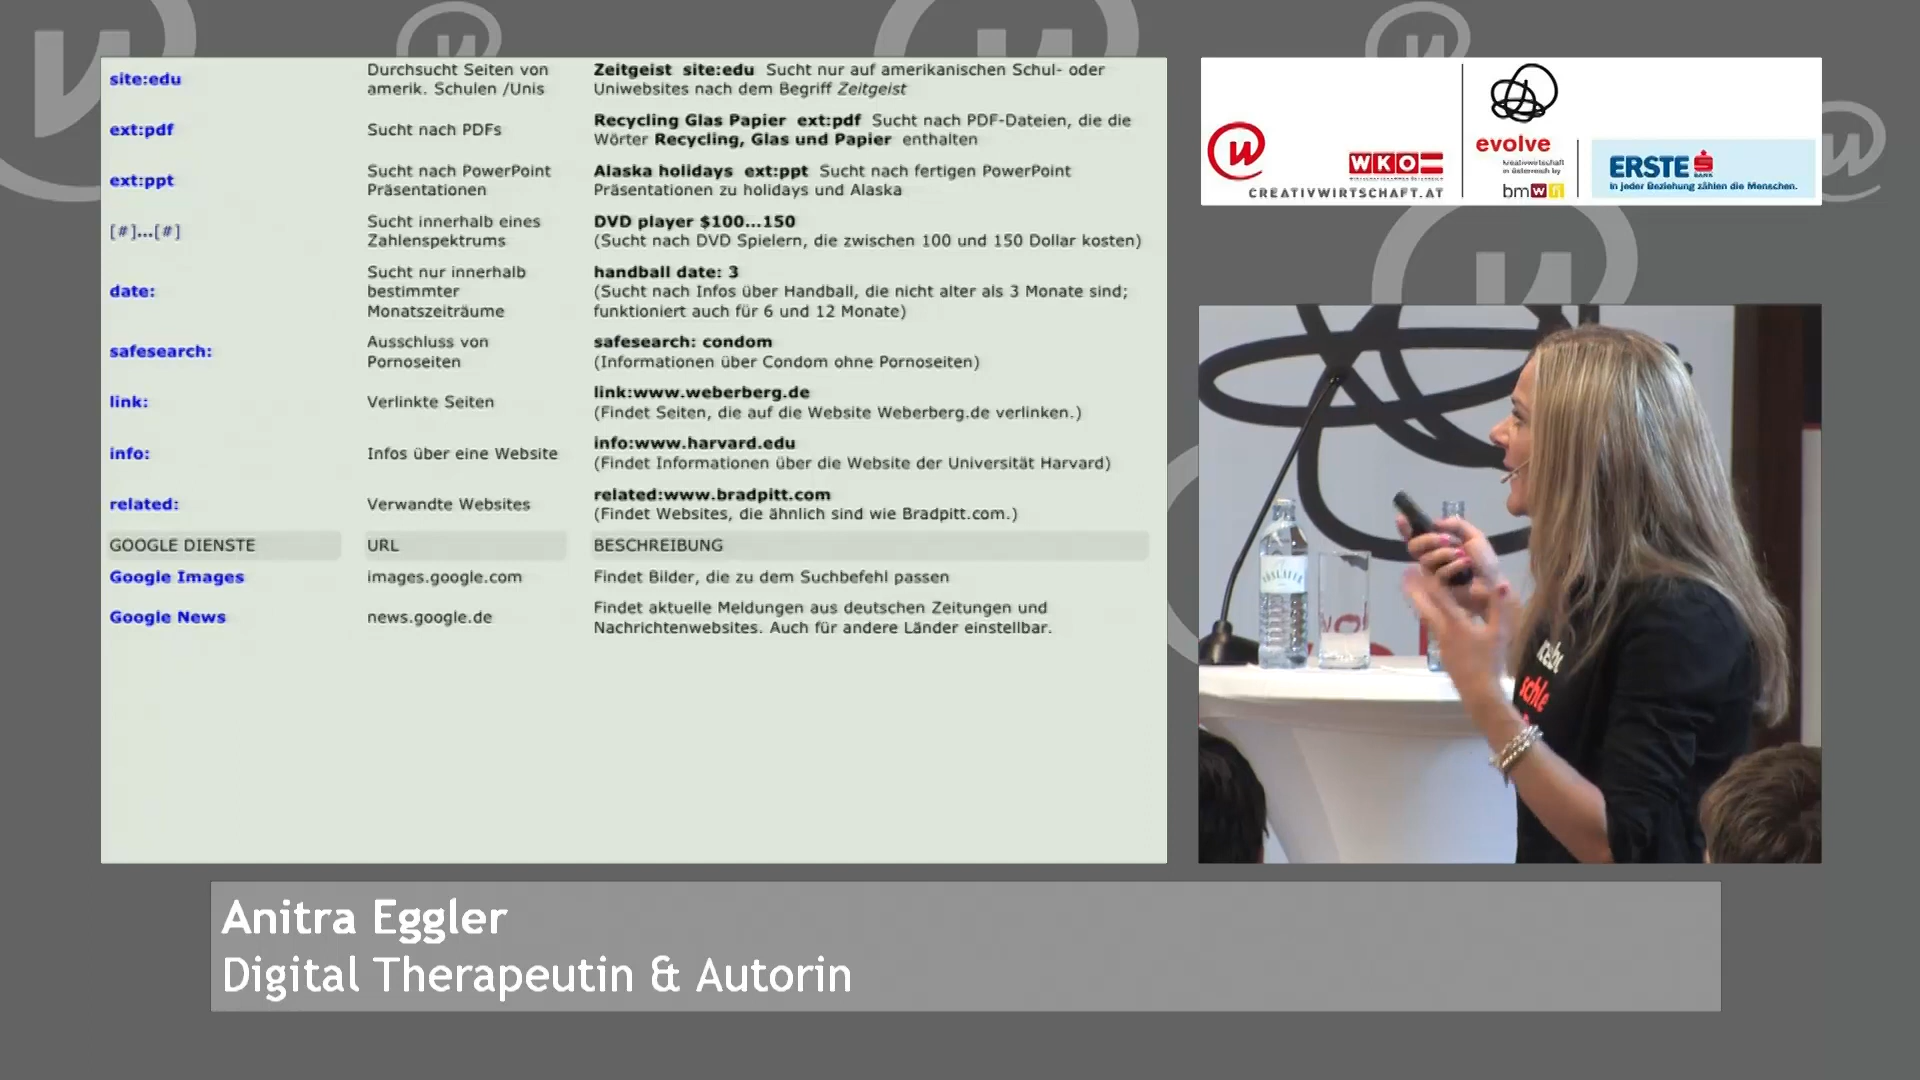 site:edu
Durchsucht Seiten von
amerik. Schulen /Unis
Zeitgeist site:edu Sucht nur auf amerikanischen Schul- oder
Uniwebsites nach dem Begriff Zeitgeist
ext:pdf
Sucht nach PDFs
Recycling Glas Papier ext:pdf Sucht nach PDF-Dateien, die die
Wörter Recycling, Glas und Papier enthalten
ext:ppt
Sucht nach PowerPoint
Präsentationen
Alaska holidays ext:ppt Sucht nach fertigen PowerPoint
Präsentationen zu holidays und Alaska
[#]...[#]
Sucht innerhalb eines
Zahlenspektrums
DVD player $100...150
(Sucht nach DVD Spielern, die zwischen 100 und 150 Dollar kosten)
date:
Sucht nur innerhalb
bestimmter
Monatszeiträume
handball date: 3
(Sucht nach Infos über Handball, die nicht alter als 3 Monate sind;
funktioniert auch für 6 und 12 Monate)
safesearch:
Ausschluss von
Pornoseiten
safesearch: condom
(Informationen über Condom ohne Pornoseiten)
link:
Verlinkte Seiten
link:www.weberberg.de
(Findet Seiten, die auf die Website Weberberg.de verlinken.)
info:
Infos über eine Website
info:www.harvard.edu
(Findet Informationen über die Website der Universität Harvard)
related:
Verwandte Websites
related:www.bradpitt.com
(Findet Websites, die ähnlich sind wie Bradpitt.com.)
GOOGLE DIENSTE
URL
BESCHREIBUNG
Google Images
images.google.com
Findet Bilder, die zu dem Suchbefehl passen
Google News
news.google.de
Findet aktuelle Meldungen aus deutschen Zeitungen und
Nachrichtenwebsites. Auch für andere Länder einstellbar.
WKO
CREATIVWIRTSCHAFT.AT
evolve
kreativwirtschaft
in österreich by
bmwfj
ERSTE
BANK
In jeder Beziehung zählen die Menschen.
schle
Anitra Eggler
Digital Therapeutin & Autorin